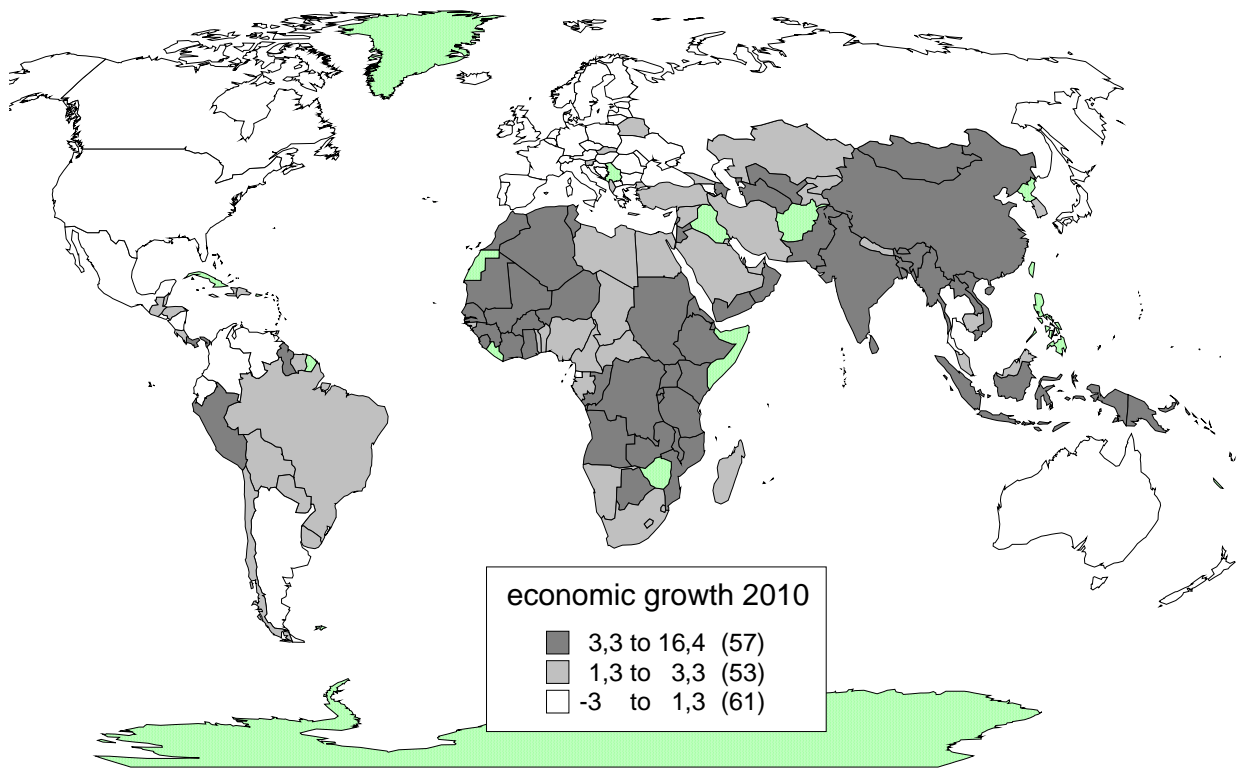 economic growth 2010
3,3 to 16,4 (57)
1,3 to 3,3 (53)
-3 to 1,3 (61)